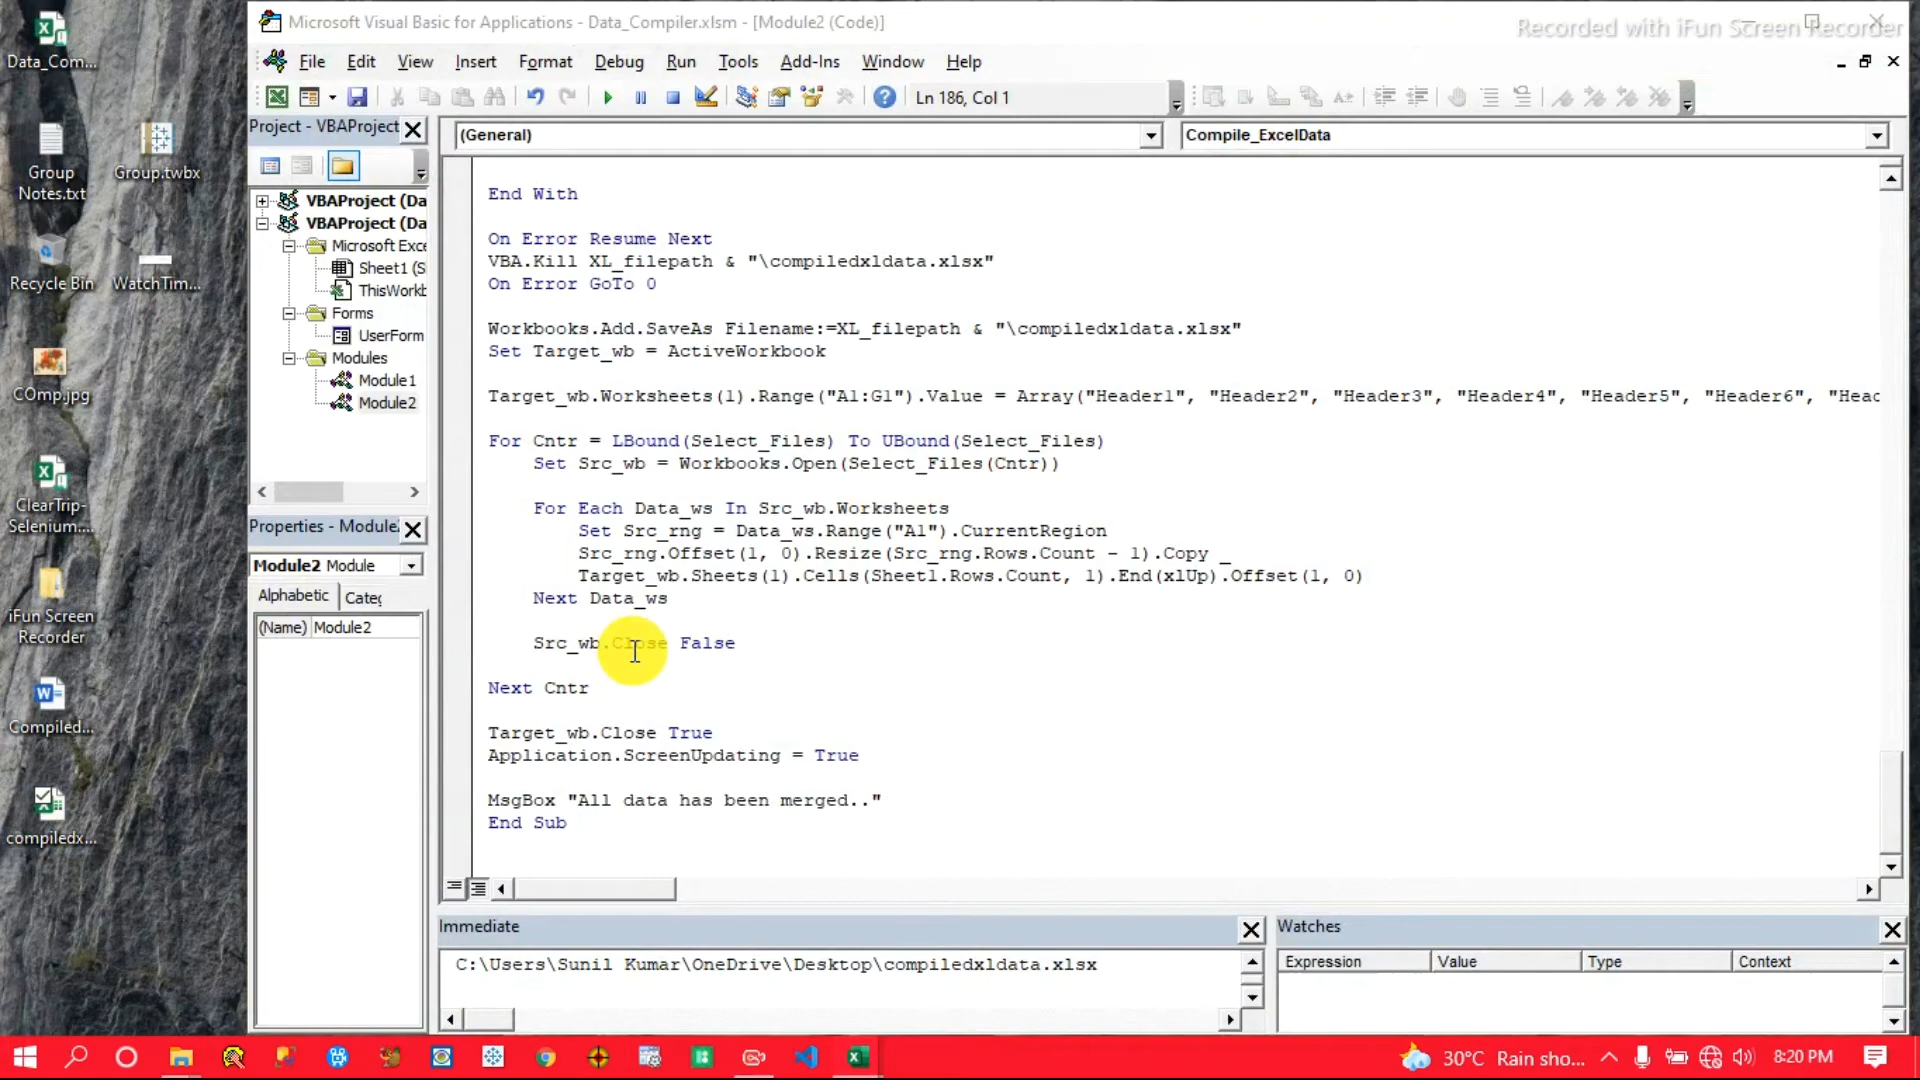 Microsoft Visual Basic for Applications - Data_Compiler.xlsm - [Module2 (Code)]
Recorded with iFun Screen Recorder
File Edit View Insert Format Debug Run Tools Add-Ins Window Help
Ln 186, Col 1
Project - VBAProject
(General)
Compile_ExcelData
VBAProject (Da
VBAProject (Da
Microsoft Exce
Sheet1 (S
ThisWorkb
Forms
UserForm
Modules
Module1
Module2
Properties - Module
Module2 Module
Alphabetic
Categ
(Name) Module2
End With
On Error Resume Next
VBA.Kill XL_filepath & "\compiledxldata.xlsx"
On Error GoTo 0
Workbooks.Add.SaveAs Filename:=XL_filepath & "\compiledxldata.xlsx"
Set Target_wb = ActiveWorkbook
Target_wb.Worksheets(1).Range("A1:G1").Value = Array("Header1", "Header2", "Header3", "Header4", "Header5", "Header6", "Heac
For Cntr = LBound(Select_Files) To UBound(Select_Files)
Set Src_wb = Workbooks.Open(Select_Files(Cntr))
For Each Data_ws In Src_wb.Worksheets
Set Src_rng = Data_ws.Range("A1").CurrentRegion
Src_rng.Offset(1, 0).Resize(Src_rng.Rows.Count - 1).Copy _
Target_wb.Sheets(1).Cells(Sheet1.Rows.Count, 1).End(xlUp).Offset(1, 0)
Next Data_ws
Src_wb.Close False
Next Cntr
Target_wb.Close True
Application.ScreenUpdating = True
MsgBox "All data has been merged.."
End Sub
Immediate
C:\Users\Sunil Kumar\OneDrive\Desktop\compiledxldata.xlsx
Watches
Expression Value Type Context
Data_Com...
Group
Notes.txt
Group.twbx
Recycle Bin
WatchTim...
COmp.jpg
ClearTrip-
Selenium....
iFun Screen
Recorder
Compiled...
compiledx...
30°C Rain sho...
8:20 PM